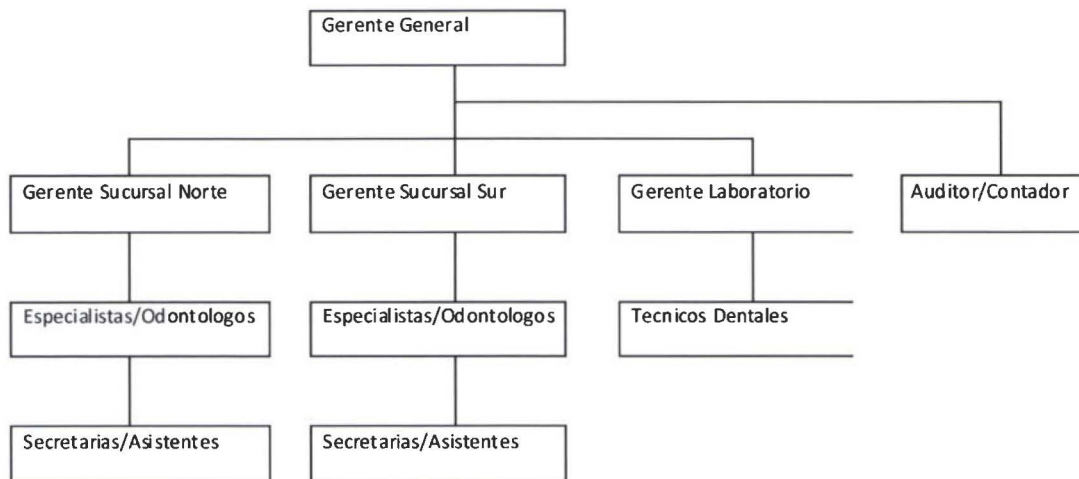 Gerente General
Gerente Sucursal Norte
Gerente Sucursal Sur
Gerente Laboratorio
Auditor/Contador
Especialistas/Odontologos
Especialistas/Odontologos
Tecnicos Dentales
Secretarias/Asistentes
Secretarias/Asistentes